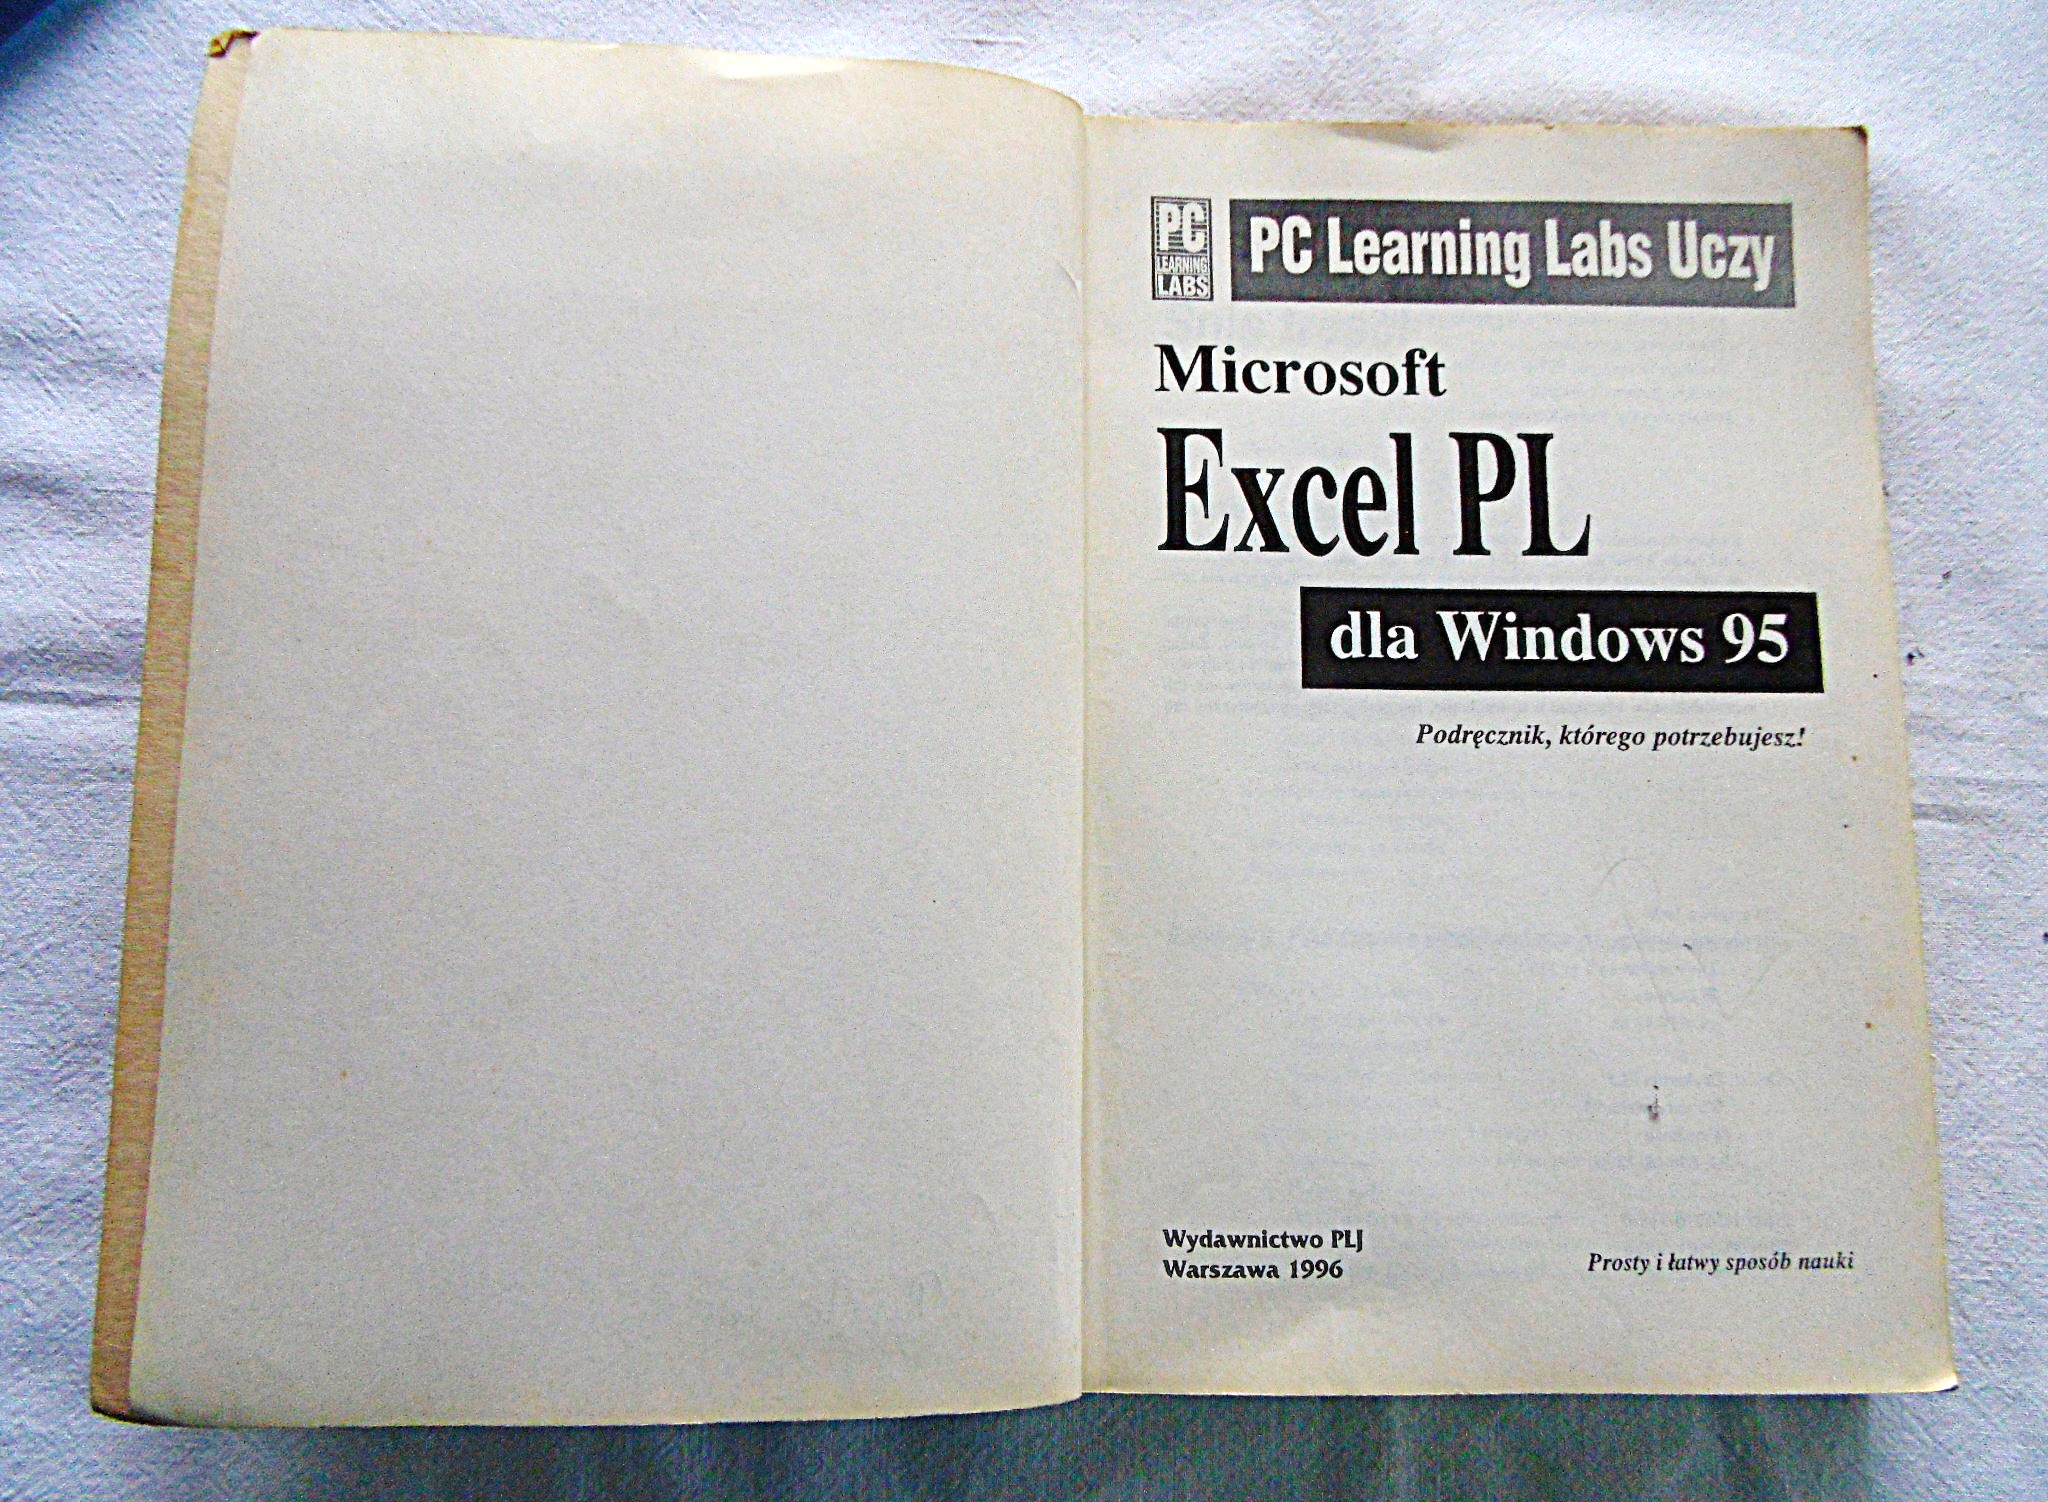 PC
LEARNING
LABS
PC Learning Labs Uczy
Microsoft
Excel PL
dla Windows 95
Podręcznik, którego potrzebujesz!
Wydawnictwo PLJ
Warszawa 1996
Prosty i łatwy sposób nauki